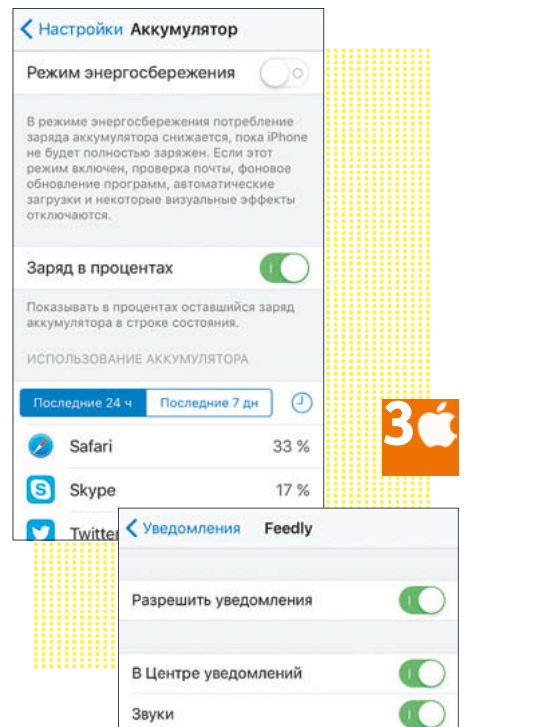 Настройки Аккумулятор
Режим энергосбережения
В режиме энергосбережения потребление
заряда аккумулятора снижается, пока iPhone
не будет полностью заряжен. Если этот
режим включен, проверка почты, фоновое
обновление программ, автоматические
загрузки и некоторые визуальные эффекты
отключаются.
Заряд в процентах
Показывать в процентах оставшийся заряд
аккумулятора в строке состояния.
ИСПОЛЬЗОВАНИЕ АККУМУЛЯТОРА
Последние 24 ч Последние 7 дн
Safari 33 %
Skype 17 %
Twitter
3
Уведомления Feedly
Разрешить уведомления
В Центре уведомлений
Звуки